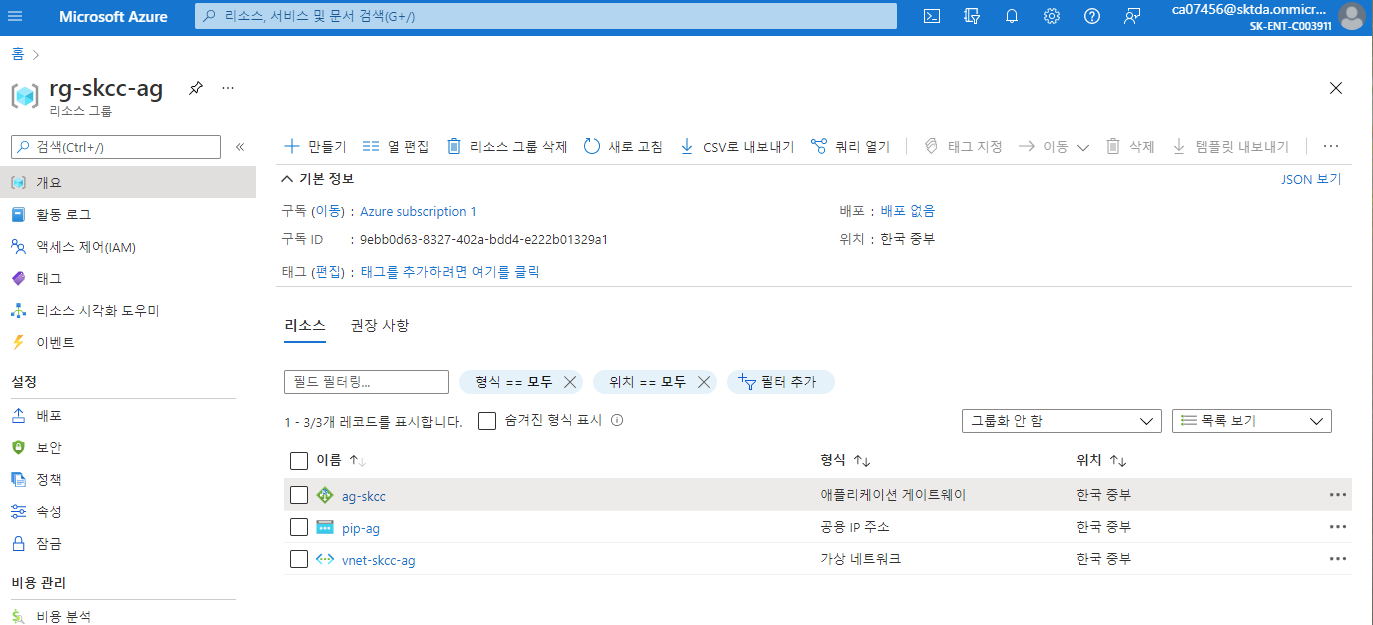 Microsoft Azure
리소스, 서비스 및 문서 검색(G+/)
ca07456@sktda.onmicr...
SK-ENT-C003911
홈
rg-skcc-ag
리소스 그룹
검색(Ctrl+/)
개요
활동 로그
액세스 제어(IAM)
태그
리소스 시각화 도우미
이벤트
설정
배포
보안
정책
속성
잠금
비용 관리
비용 분석
만들기 열 편집 리소스 그룹 삭제 새로 고침 CSV로 내보내기 쿼리 열기 태그 지정 이동 삭제 템플릿 내보내기
기본 정보
JSON 보기
구독 (이동) : Azure subscription 1
배포 : 배포 없음
구독 ID : 9ebb0d63-8327-402a-bdd4-e222b01329a1
위치 : 한국 중부
태그 (편집) : 태그를 추가하려면 여기를 클릭
리소스 권장 사항
필드 필터링... 형식 == 모두 위치 == 모두 필터 추가
1 - 3/3개 레코드를 표시합니다. 숨겨진 형식 표시
그룹화 안 함 목록 보기
이름 형식 위치
ag-skcc 애플리케이션 게이트웨이 한국 중부
pip-ag 공용 IP 주소 한국 중부
vnet-skcc-ag 가상 네트워크 한국 중부